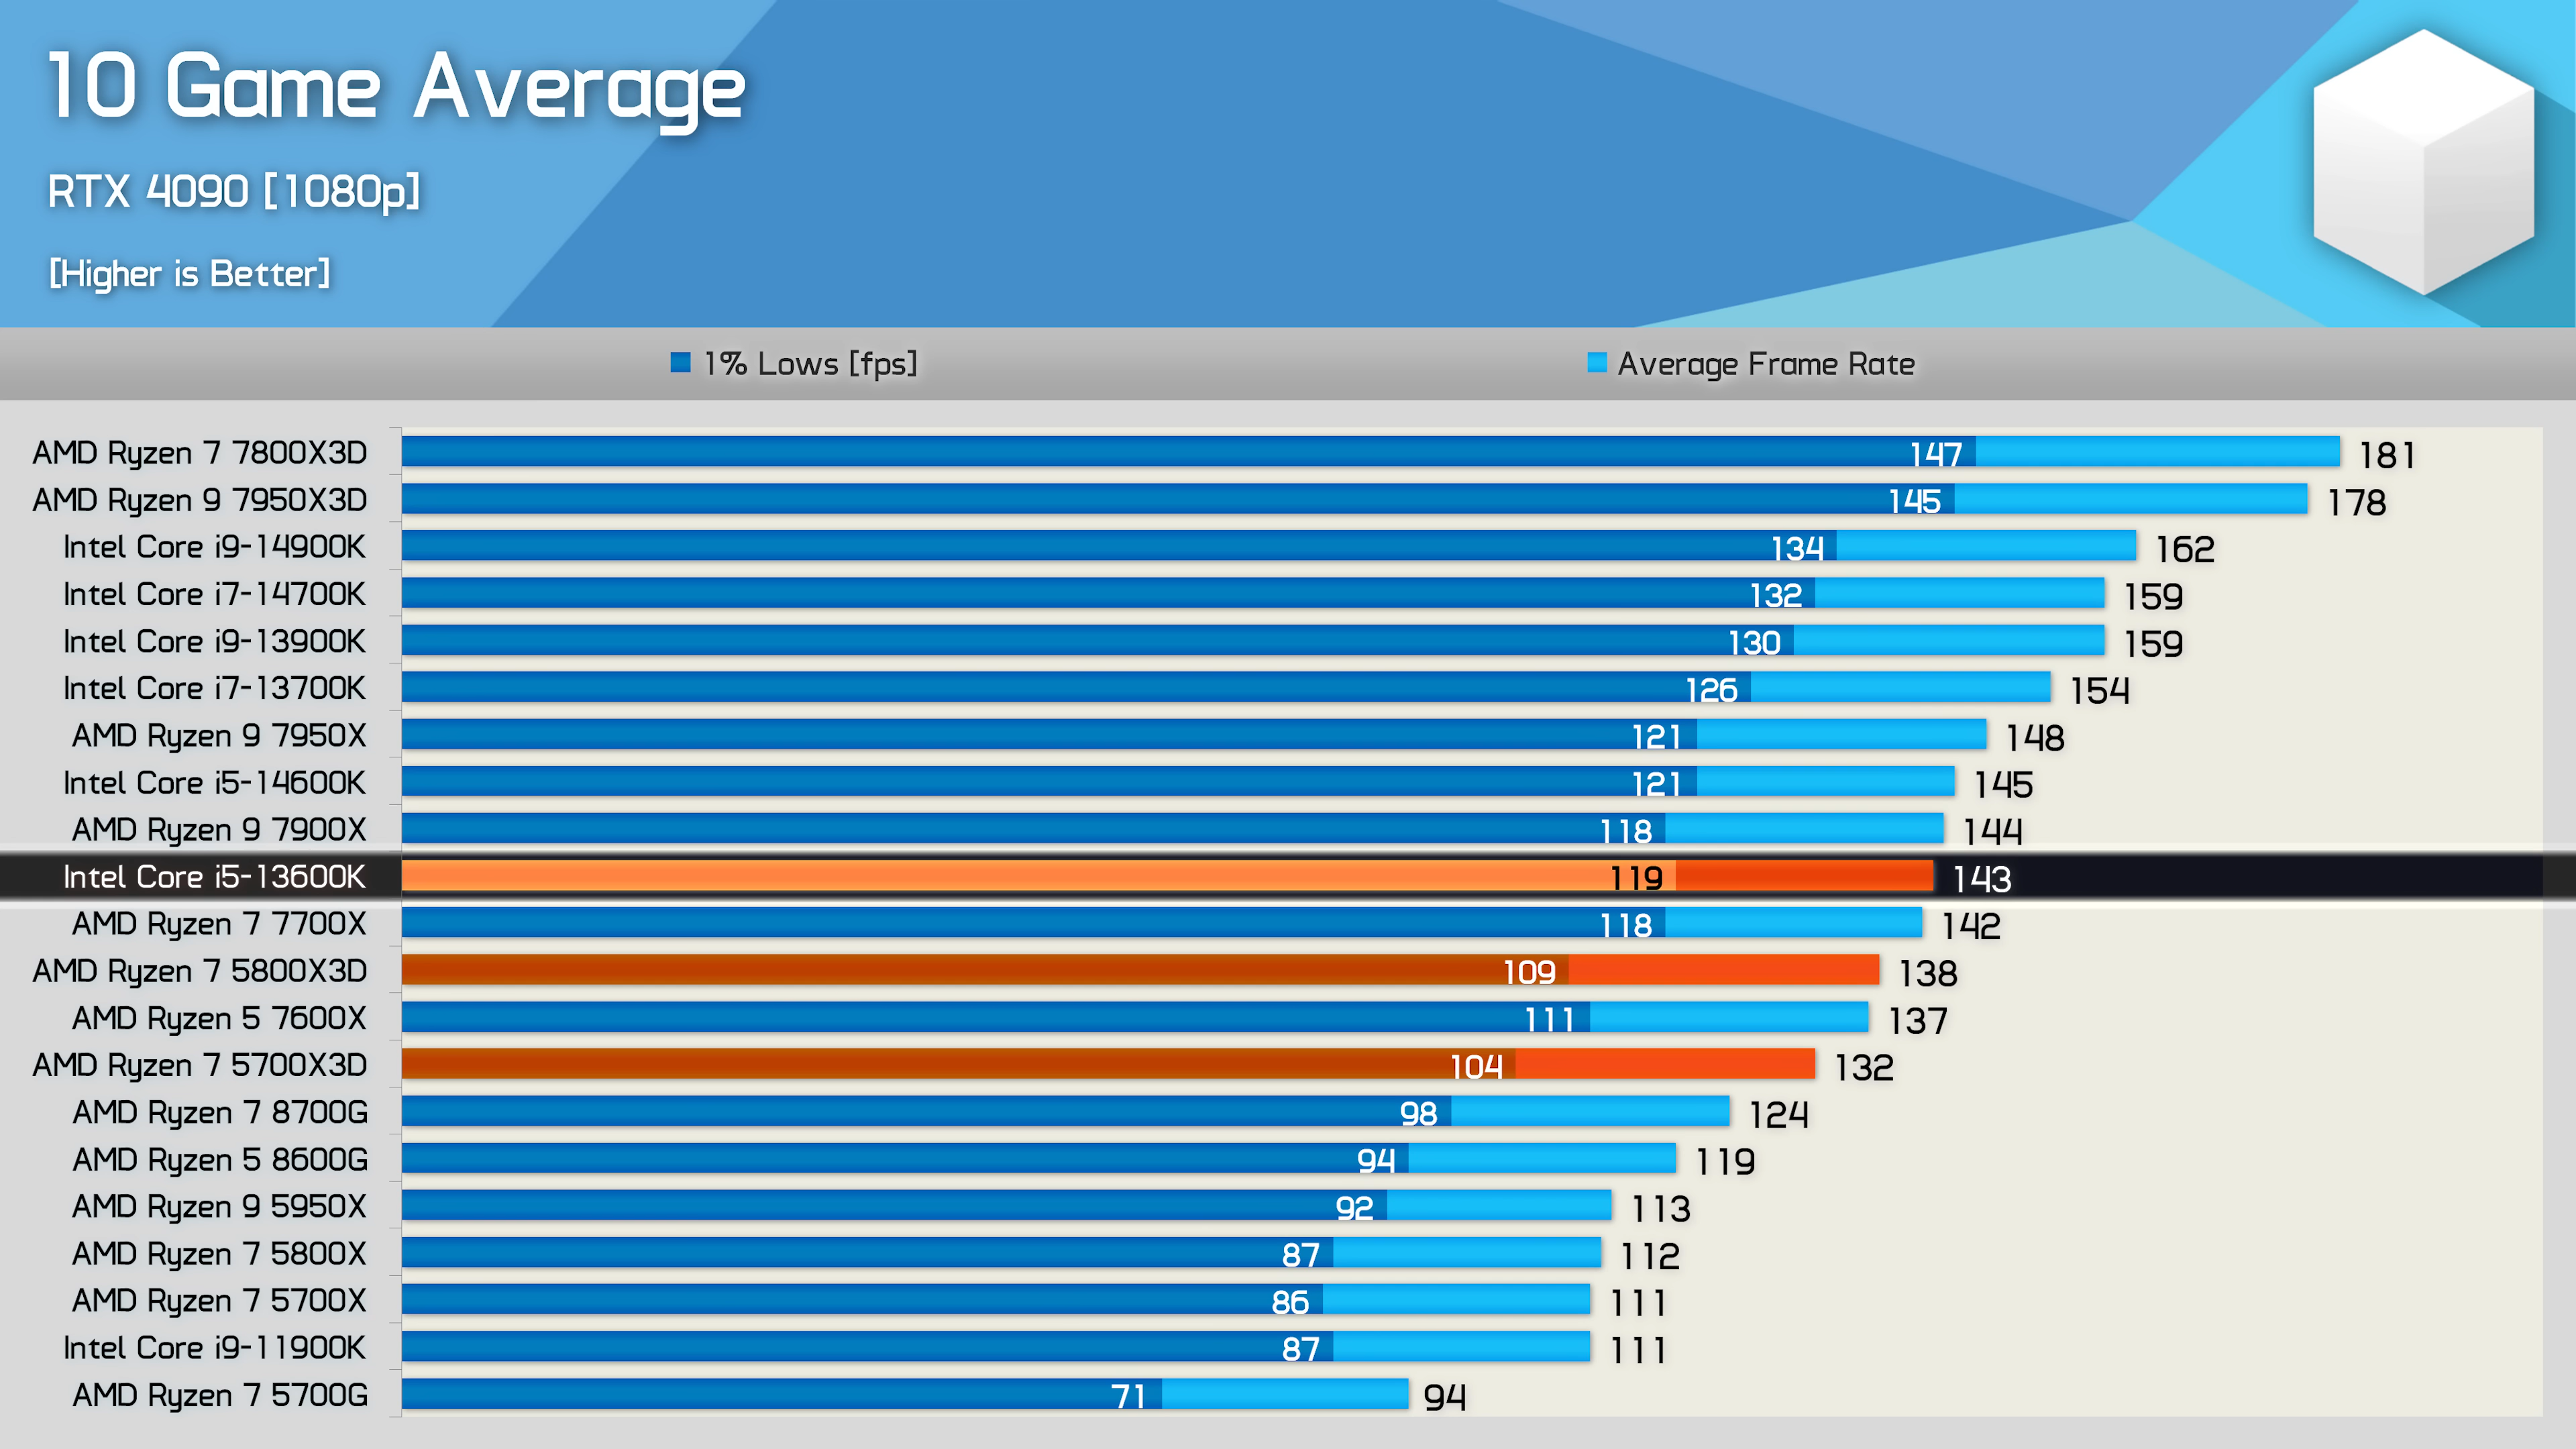 10 Game Average
RTX 4090 [1080p]
[Higher is Better]
1% Lows [fps] Average Frame Rate
AMD Ryzen 7 7800X3D 147 181
AMD Ryzen 9 7950X3D 145 178
Intel Core i9-14900K 134 162
Intel Core i7-14700K 132 159
Intel Core i9-13900K 130 159
Intel Core i7-13700K 126 154
AMD Ryzen 9 7950X 121 148
Intel Core i5-14600K 121 145
AMD Ryzen 9 7900X 118 144
Intel Core i5-13600K 119 143
AMD Ryzen 7 7700X 118 142
AMD Ryzen 7 5800X3D 109 138
AMD Ryzen 5 7600X 111 137
AMD Ryzen 7 5700X3D 104 132
AMD Ryzen 7 8700G 98 124
AMD Ryzen 5 8600G 94 119
AMD Ryzen 9 5950X 92 113
AMD Ryzen 7 5800X 87 112
AMD Ryzen 7 5700X 86 111
Intel Core i9-11900K 87 111
AMD Ryzen 7 5700G 71 94